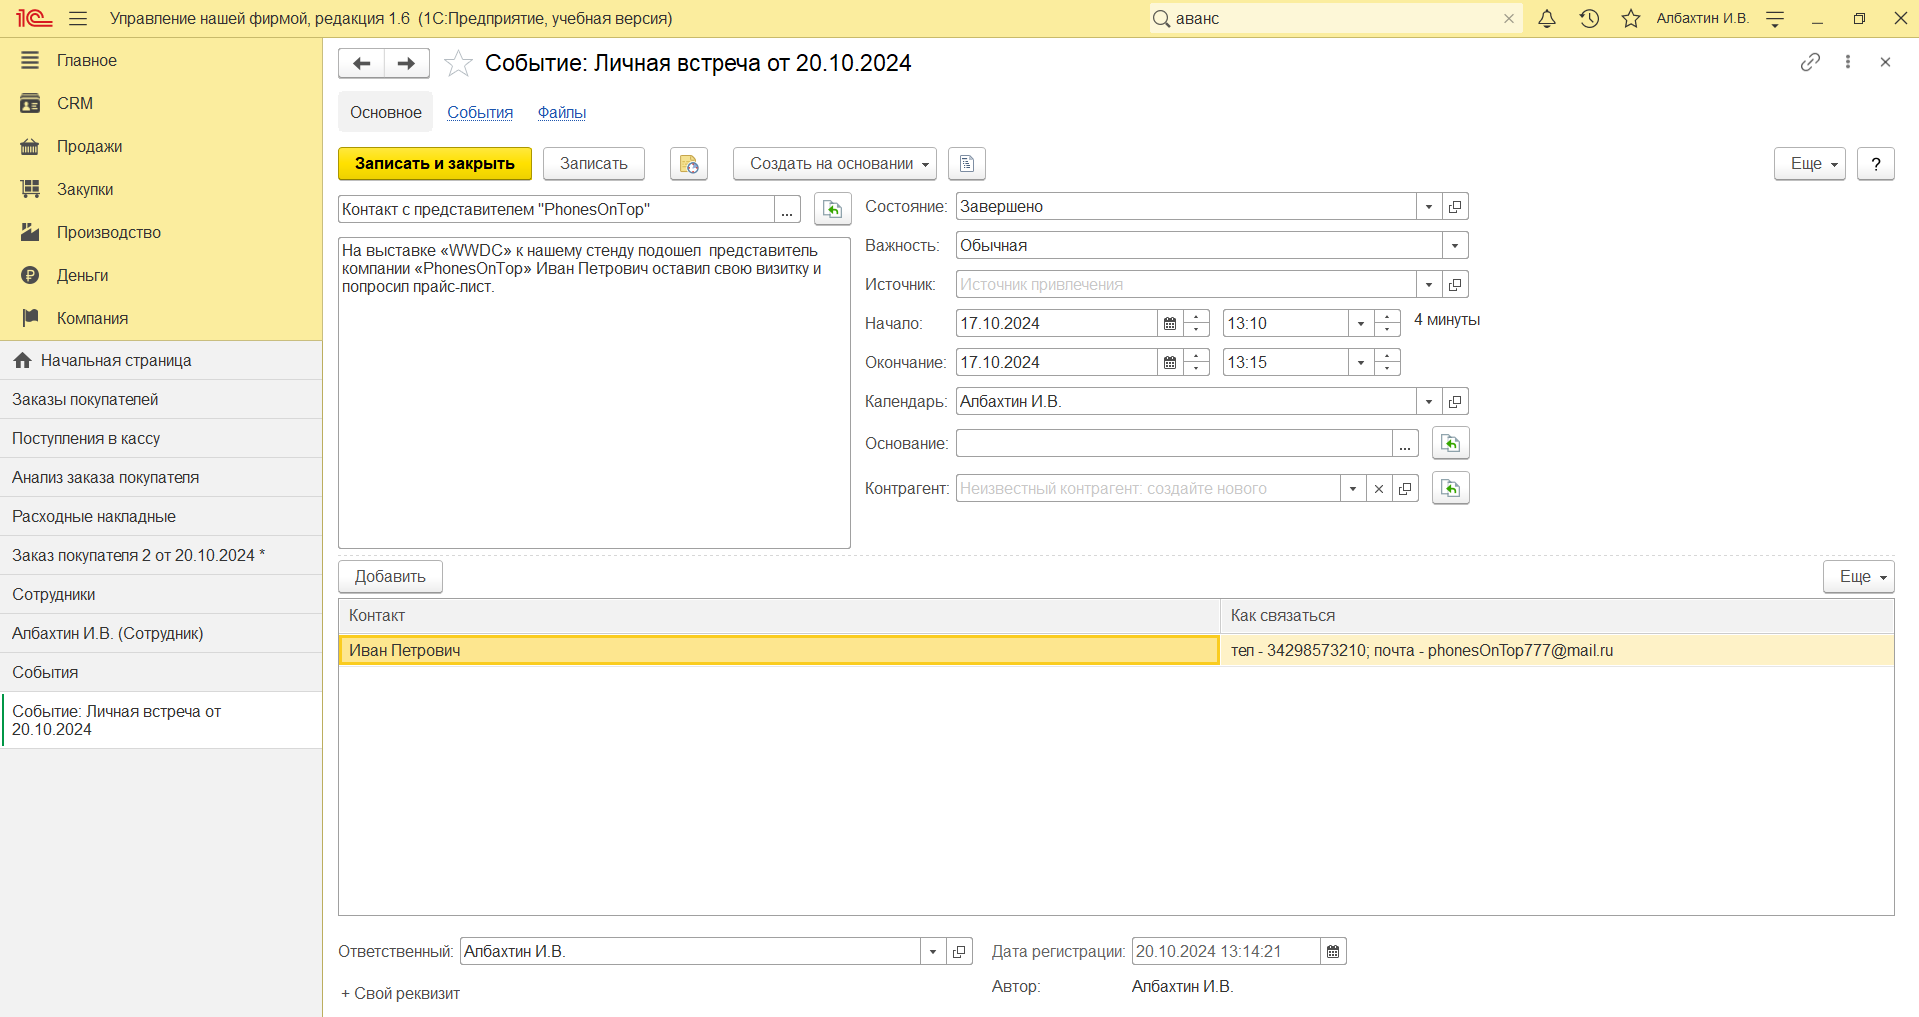 Управление нашей фирмой, редакция 1.6 (1С:Предприятие, учебная версия)
аванс
Албахтин И.В.
Главное
CRM
Продажи
Закупки
Производство
Деньги
Компания
Начальная страница
Заказы покупателей
Поступления в кассу
Анализ заказа покупателя
Расходные накладные
Заказ покупателя 2 от 20.10.2024 *
Сотрудники
Албахтин И.В. (Сотрудник)
События
Событие: Личная встреча от
20.10.2024
Событие: Личная встреча от 20.10.2024
Основное События Файлы
Записать и закрыть Записать Создать на основании Еще ?
Контакт с представителем "PhonesOnTop" ...
На выставке «WWDC» к нашему стенду подошел представитель
компании «PhonesOnTop» Иван Петрович оставил свою визитку и
попросил прайс-лист.
Состояние: Завершено
Важность: Обычная
Источник: Источник привлечения
Начало: 17.10.2024 13:10 4 минуты
Окончание: 17.10.2024 13:15
Календарь: Албахтин И.В.
Основание: ...
Контрагент: Неизвестный контрагент: создайте нового
Добавить Еще
Контакт Как связаться
Иван Петрович тел - 34298573210; почта - phonesOnTop777@mail.ru
Ответственный: Албахтин И.В. Дата регистрации: 20.10.2024 13:14:21
+ Свой реквизит Автор: Албахтин И.В.